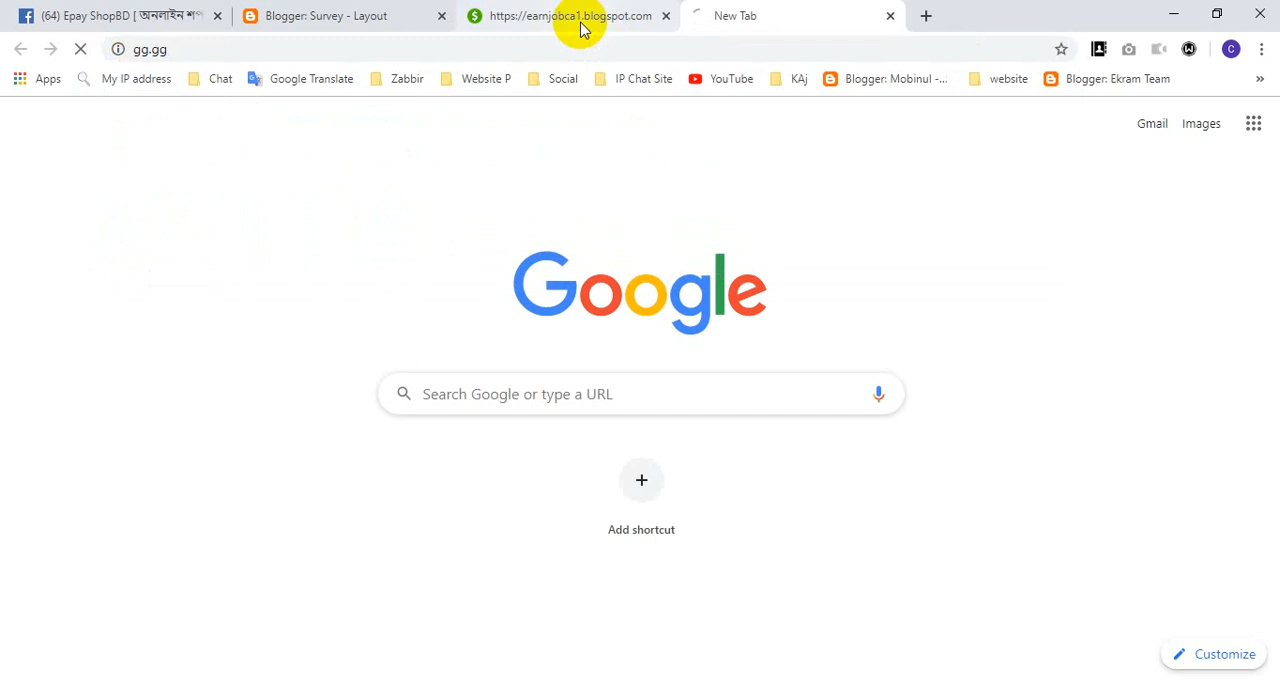 (64) Epay ShopBD [ অনলাইন শপ
Blogger: Survey - Layout
https://earnjobca1.blogspot.com
New Tab
gg.gg
C
Apps
My IP address
Chat
Google Translate
Zabbir
Website P
Social
IP Chat Site
YouTube
KAj
Blogger: Mobinul -...
website
Blogger: Ekram Team
»
Gmail
Images
Google
Search Google or type a URL
Add shortcut
Customize